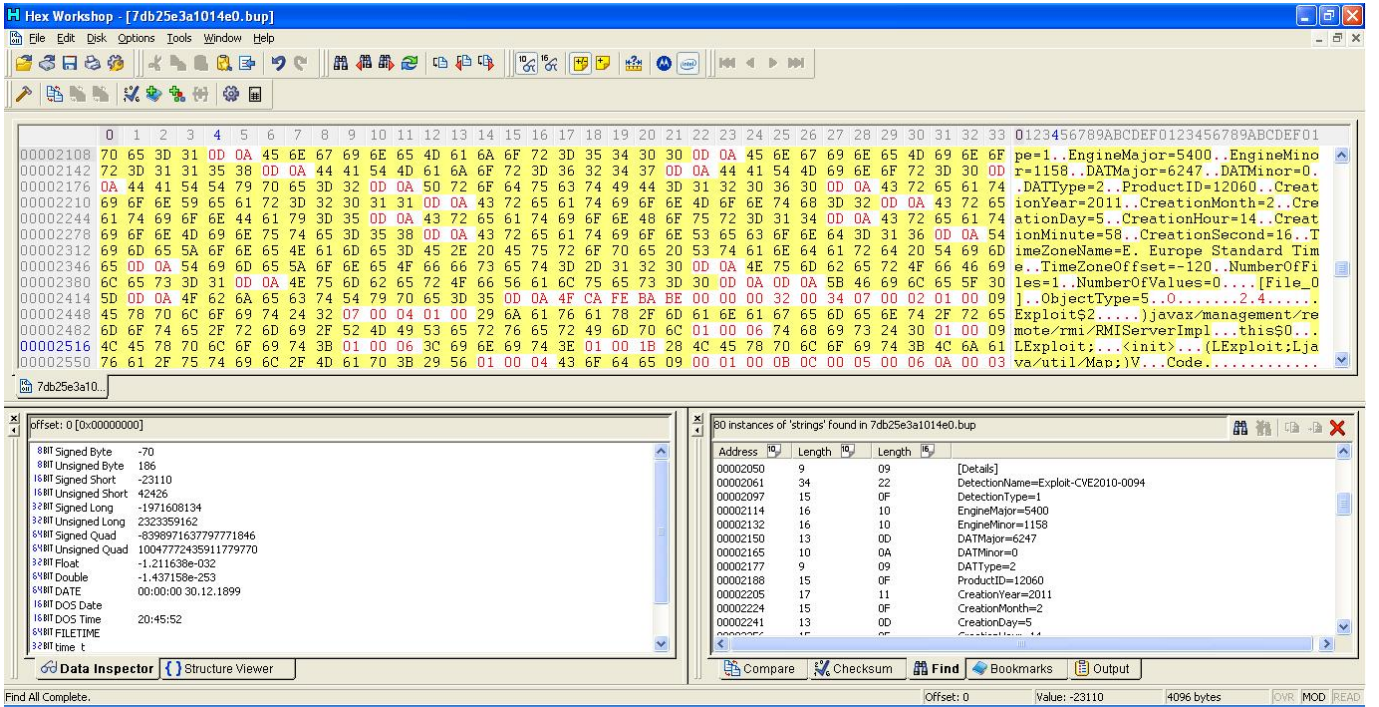 Hex Workshop - [7db25e3a1014e0.bup]
File Edit Disk Options Tools Window Help
0 1 2 3 4 5 6 7 8 9 10 11 12 13 14 15 16 17 18 19 20 21 22 23 24 25 26 27 28 29 30 31 32 33 0123456789ABCDEF0123456789ABCDEF01
00002108 70 65 3D 31 0D 0A 45 6E 67 69 6E 65 4D 61 6A 6F 72 3D 35 34 30 30 0D 0A 45 6E 67 69 6E 65 4D 69 6E 6F pe=1..EngineMajor=5400..EngineMino
00002142 72 3D 31 31 35 38 0D 0A 44 41 54 4D 61 6A 6F 72 3D 36 32 34 37 0D 0A 44 41 54 4D 69 6E 6F 72 3D 30 0D r=1158..DATMajor=6247..DATMinor=0.
00002176 0A 44 41 54 54 79 70 65 3D 32 0D 0A 50 72 6F 64 75 63 74 49 44 3D 31 32 30 36 30 0D 0A 43 72 65 61 74 .DATType=2..ProductID=12060..Creat
00002210 69 6F 6E 59 65 61 72 3D 32 30 31 31 0D 0A 43 72 65 61 74 69 6F 6E 4D 6F 6E 74 68 3D 32 0D 0A 43 72 65 ionYear=2011..CreationMonth=2..Cre
00002244 61 74 69 6F 6E 44 61 79 3D 35 0D 0A 43 72 65 61 74 69 6F 6E 48 6F 75 72 3D 31 34 0D 0A 43 72 65 61 74 ationDay=5..CreationHour=14..Creat
00002278 69 6F 6E 4D 69 6E 75 74 65 3D 35 38 0D 0A 43 72 65 61 74 69 6F 6E 53 65 63 6F 6E 64 3D 31 36 0D 0A 54 ionMinute=58..CreationSecond=16..T
00002312 69 6D 65 5A 6F 6E 65 4E 61 6D 65 3D 45 2E 20 45 75 72 6F 70 65 20 53 74 61 6E 64 61 72 64 20 54 69 6D imeZoneName=E. Europe Standard Tim
00002346 65 0D 0A 54 69 6D 65 5A 6F 6E 65 4F 66 66 73 65 74 3D 2D 31 32 30 0D 0A 4E 75 6D 62 65 72 4F 66 46 69 e..TimeZoneOffset=-120..NumberOfFi
00002380 6C 65 73 3D 31 0D 0A 4E 75 6D 62 65 72 4F 66 56 61 6C 75 65 73 3D 30 0D 0A 0D 0A 5B 46 69 6C 65 5F 30 les=1..NumberOfValues=0....[File_0
00002414 5D 0D 0A 4F 62 6A 65 63 74 54 79 70 65 3D 35 0D 0A 4F CA FE BA BE 00 00 00 32 00 34 07 00 02 01 00 09 ]..ObjectType=5..O.......2.4......
00002448 45 78 70 6C 6F 69 74 24 32 07 00 04 01 00 29 6A 61 76 61 78 2F 6D 61 6E 61 67 65 6D 65 6E 74 2F 72 65 Exploit$2.....)javax/management/re
00002482 6D 6F 74 65 2F 72 6D 69 2F 52 4D 49 53 65 72 76 65 72 49 6D 70 6C 01 00 06 74 68 69 73 24 30 01 00 09 mote/rmi/RMIServerImpl...this$0...
00002516 4C 45 78 70 6C 6F 69 74 3B 01 00 06 3C 69 6E 69 74 3E 01 00 1B 28 4C 45 78 70 6C 6F 69 74 3B 4C 6A 61 LExploit;...<init>...(LExploit;Lja
00002550 76 61 2F 75 74 69 6C 2F 4D 61 70 3B 29 56 01 00 04 43 6F 64 65 09 00 01 00 0B 0C 00 05 00 06 0A 00 03 va/util/Map;)V...Code.............
7db25e3a10...
offset: 0 [0x00000000]
8BIT Signed Byte -70
8BIT Unsigned Byte 186
16BIT Signed Short -23110
16BIT Unsigned Short 42426
32BIT Signed Long -1971608134
32BIT Unsigned Long 2323359162
64BIT Signed Quad -8398971637797771846
64BIT Unsigned Quad 10047772435911779770
32BIT Float -1.211638e-032
64BIT Double -1.437158e-253
64BIT DATE 00:00:00 30.12.1899
16BIT DOS Date
16BIT DOS Time 20:45:52
64BIT FILETIME
32BIT time_t
Data Inspector { } Structure Viewer
80 instances of 'strings' found in 7db25e3a1014e0.bup
Address 10 Length 10 Length 16
00002050 9 09 [Details]
00002061 34 22 DetectionName=Exploit-CVE2010-0094
00002097 15 0F DetectionType=1
00002114 16 10 EngineMajor=5400
00002132 16 10 EngineMinor=1158
00002150 13 0D DATMajor=6247
00002165 10 0A DATMinor=0
00002177 9 09 DATType=2
00002188 15 0F ProductID=12060
00002205 17 11 CreationYear=2011
00002224 15 0F CreationMonth=2
00002241 13 0D CreationDay=5
Compare Checksum Find Bookmarks Output
Find All Complete.
Offset: 0 Value: -23110 4096 bytes OVR MOD READ